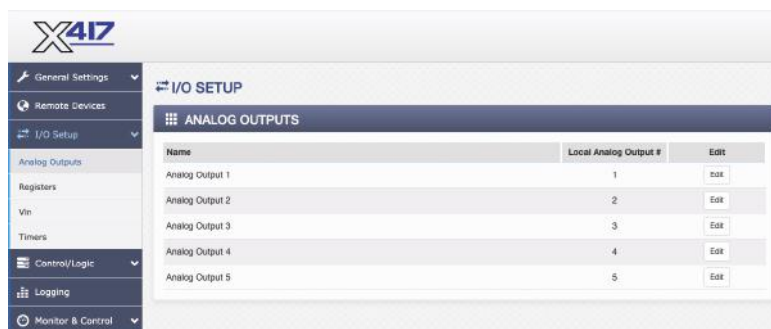 X417
General Settings
Remote Devices
I/O Setup
Analog Outputs
Registers
Vin
Timers
Control/Logic
Logging
Monitor & Control
I/O SETUP
ANALOG OUTPUTS
Name Local Analog Output # Edit
Analog Output 1 1 Edit
Analog Output 2 2 Edit
Analog Output 3 3 Edit
Analog Output 4 4 Edit
Analog Output 5 5 Edit